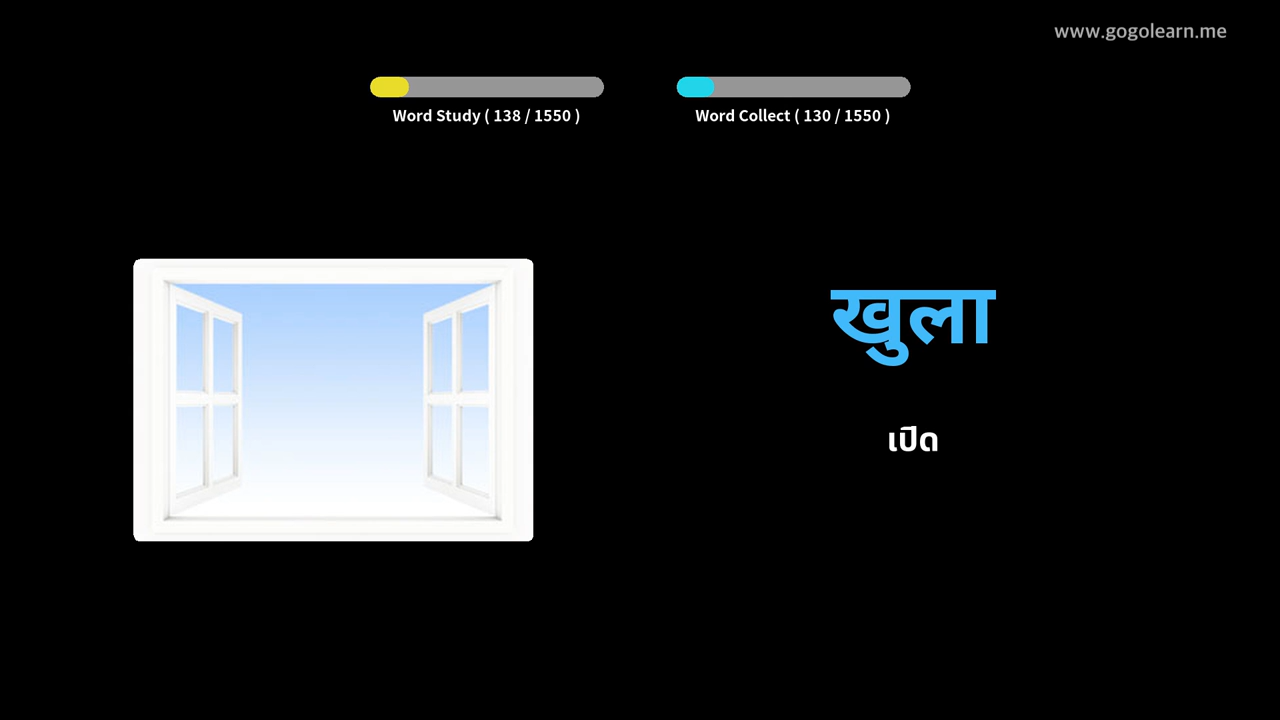 www.gogolearn.me
Word Study ( 138 / 1550 )
Word Collect ( 130 / 1550 )
खुला
เปิด